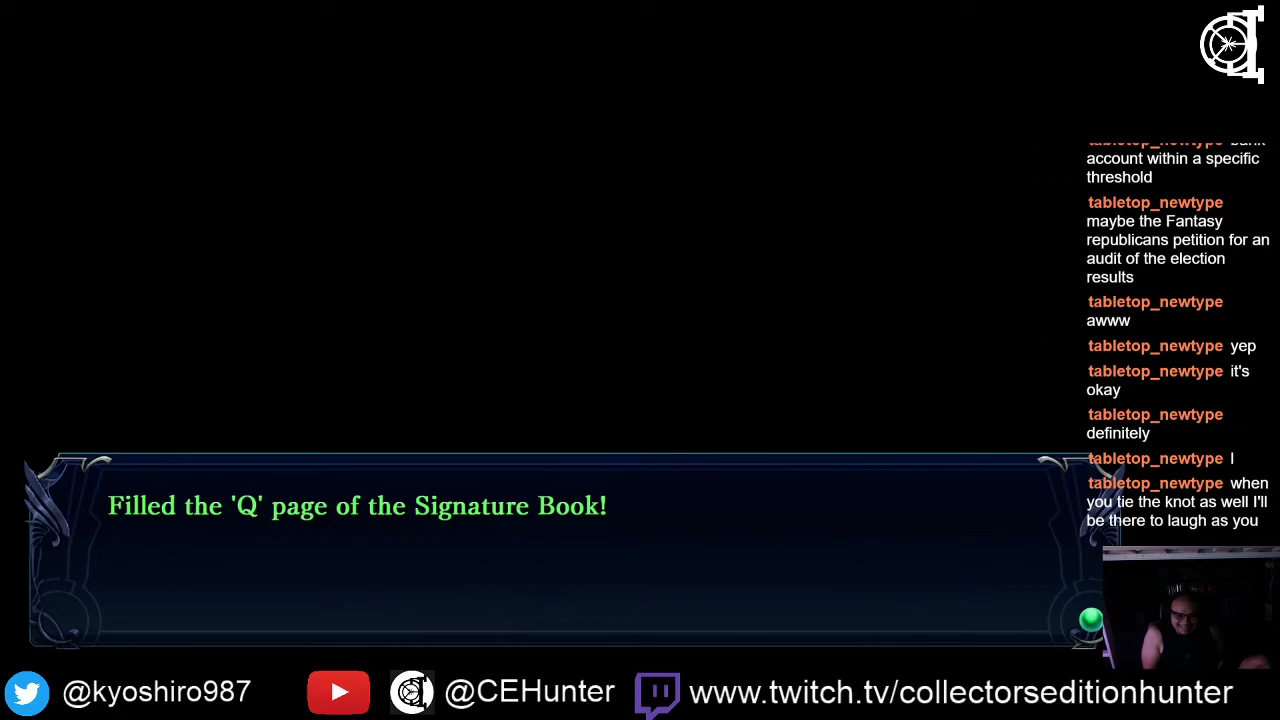 tabletop_newtype bank
account within a specific
threshold
tabletop_newtype
maybe the Fantasy
republicans petition for an
audit of the election
results
tabletop_newtype
awww
tabletop_newtype yep
tabletop_newtype it's
okay
tabletop_newtype
definitely
tabletop_newtype I
tabletop_newtype when
you tie the knot as well I'll
be there to laugh as you
Filled the 'Q' page of the Signature Book!
@kyoshiro987
@CEHunter
www.twitch.tv/collectorseditionhunter